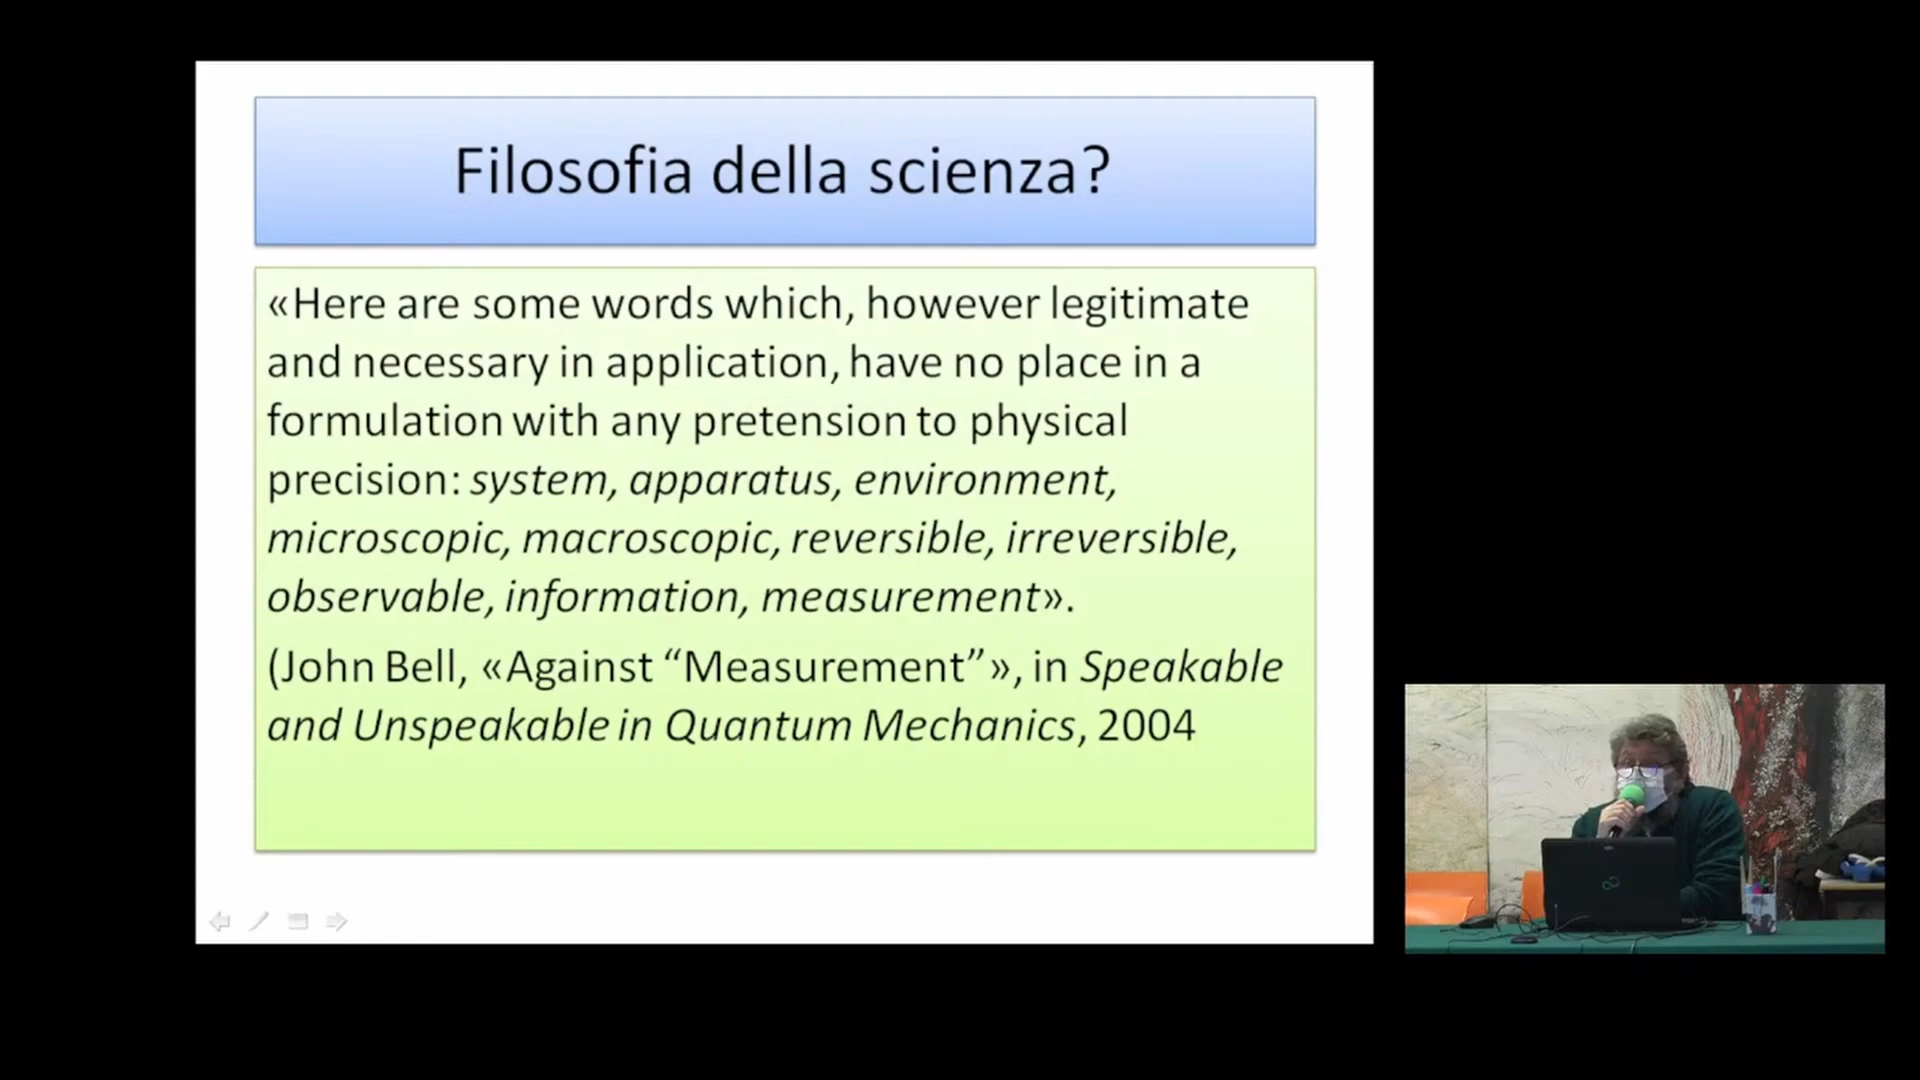 Filosofia della scienza?
«Here are some words which, however legitimate
and necessary in application, have no place in a
formulation with any pretension to physical
precision: system, apparatus, environment,
microscopic, macroscopic, reversible, irreversible,
observable, information, measurement».
(John Bell, «Against “Measurement”», in Speakable
and Unspeakable in Quantum Mechanics, 2004